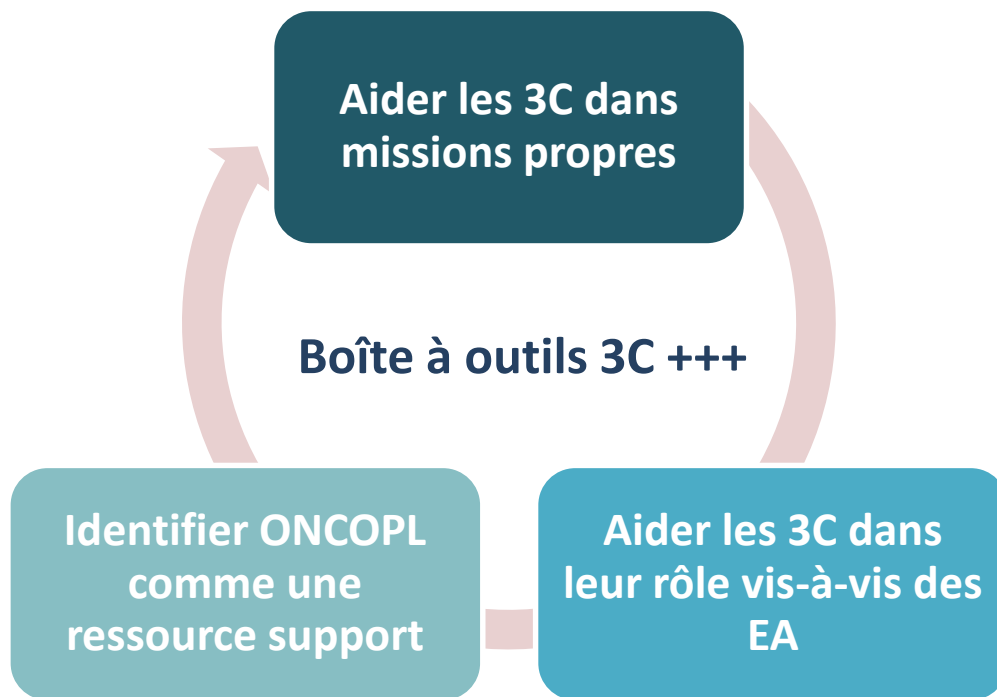 Aider les 3C dans
missions propres
Boîte à outils 3C +++
Identifier ONCOPL
comme une
ressource support
Aider les 3C dans
leur rôle vis-à-vis des
EA